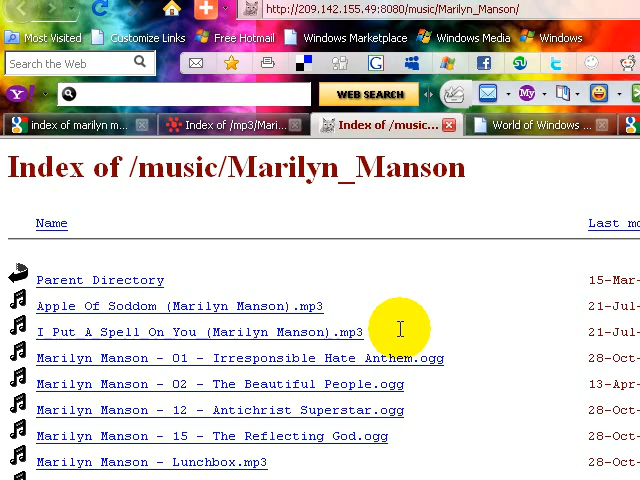 http://209.142.155.49:8080/music/Marilyn_Manson/
Most Visited Customize Links Free Hotmail Windows Marketplace Windows Media Windows
Search the Web
Y! WEB SEARCH My
index of marilyn m... Index of /mp3/Mari... Index of /music... World of Windows
Index of /music/Marilyn_Manson
Name Last mo
Parent Directory 15-Mar-
Apple Of Soddom (Marilyn Manson).mp3 21-Jul-
I_Put_A_Spell_On_You_(Marilyn Manson).mp3 21-Jul-
Marilyn Manson - 01 - Irresponsible Hate Anthem.ogg 28-Oct-
Marilyn Manson - 02 - The Beautiful People.ogg 13-Apr-
Marilyn Manson - 12 - Antichrist Superstar.ogg 28-Oct-
Marilyn Manson - 15 - The Reflecting God.ogg 28-Oct-
Marilyn Manson - Lunchbox.mp3 28-Oct-